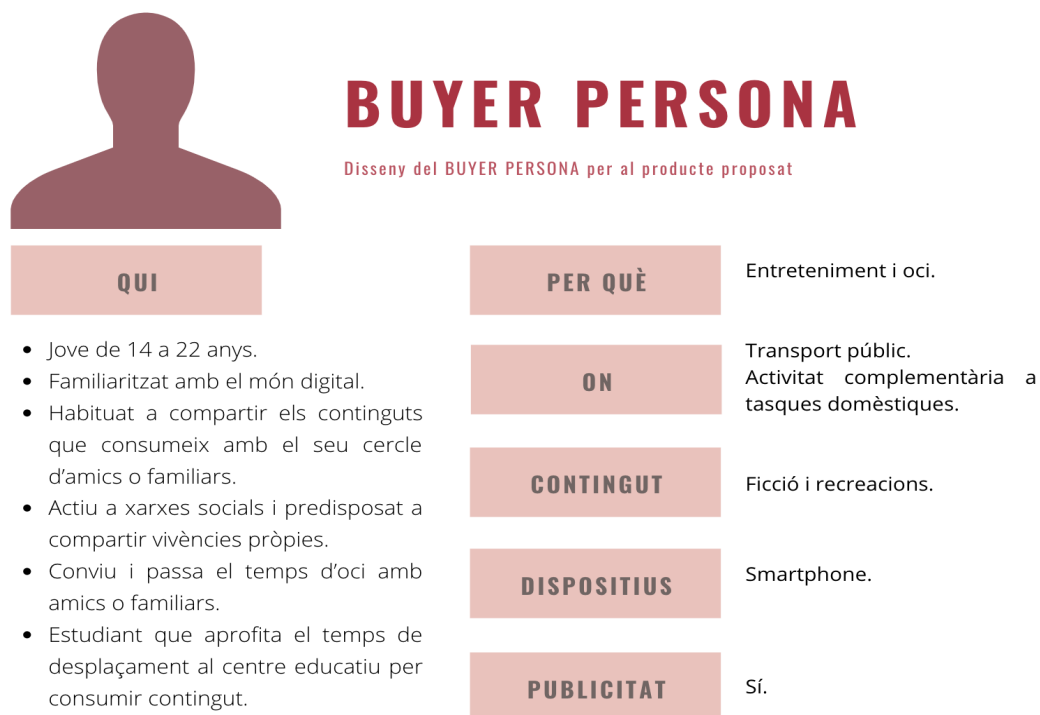 BUYER PERSONA
Disseny del BUYER PERSONA per al producte proposat
QUI
• Jove de 14 a 22 anys.
• Familiaritzat amb el món digital.
• Habituat a compartir els continguts
que consumeix amb el seu cercle
d’amics o familiars.
• Actiu a xarxes socials i predisposat a
compartir vivències pròpies.
• Conviu i passa el temps d’oci amb
amics o familiars.
• Estudiant que aprofita el temps de
desplaçament al centre educatiu per
consumir contingut.
PER QUÈ
Entreteniment i oci.
ON
Transport públic.
Activitat complementària a
tasques domèstiques.
CONTINGUT
Ficció i recreacions.
DISPOSITIUS
Smartphone.
PUBLICITAT
Sí.